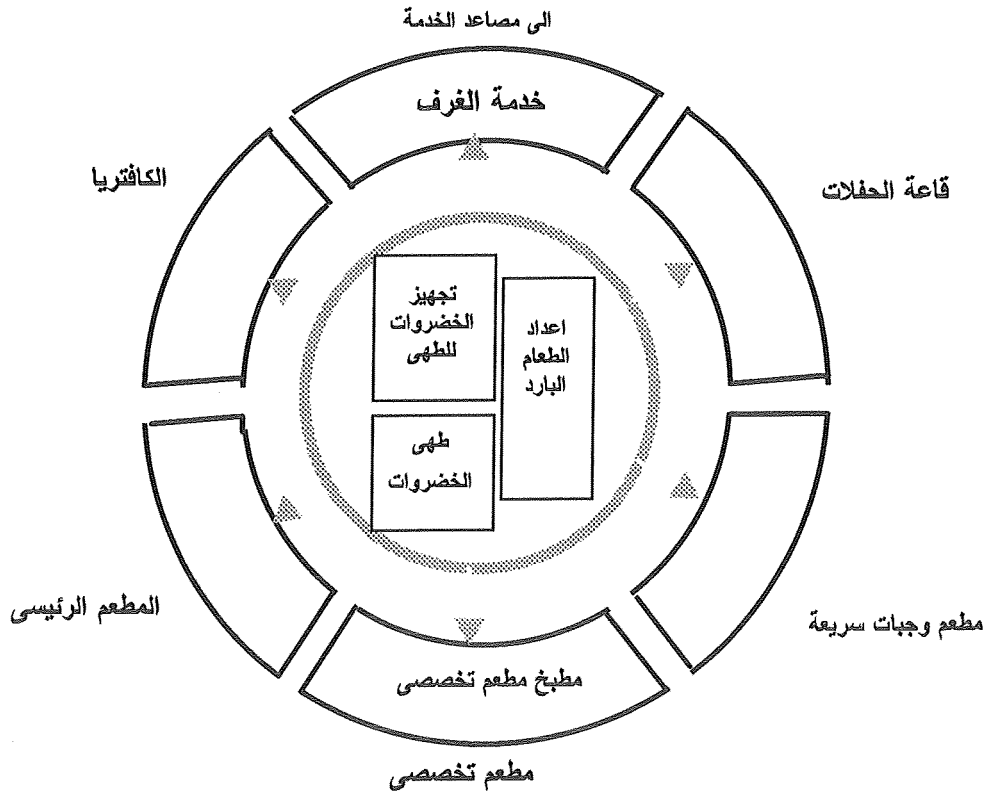 الى مصاعد الخدمة
خدمة الغرف
الكافتريا
قاعة الحفلات
تجهيز
الخضروات
للطهى
اعداد
الطعام
البارد
طهى
الخضروات
المطعم الرئيسى
مطعم وجبات سريعة
مطبخ مطعم تخصصى
مطعم تخصصى